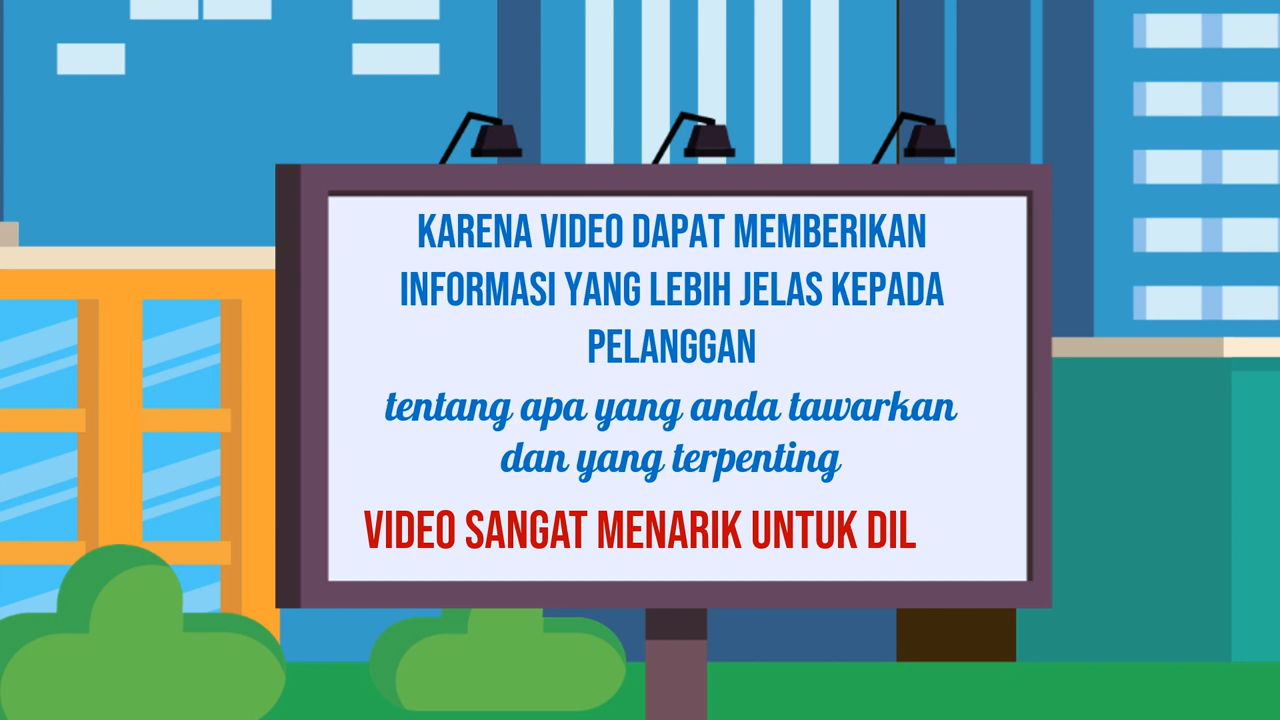 KARENA VIDEO DAPAT MEMBERIKAN
INFORMASI YANG LEBIH JELAS KEPADA
PELANGGAN
tentang apa yang anda tawarkan
dan yang terpenting
VIDEO SANGAT MENARIK UNTUK DIL